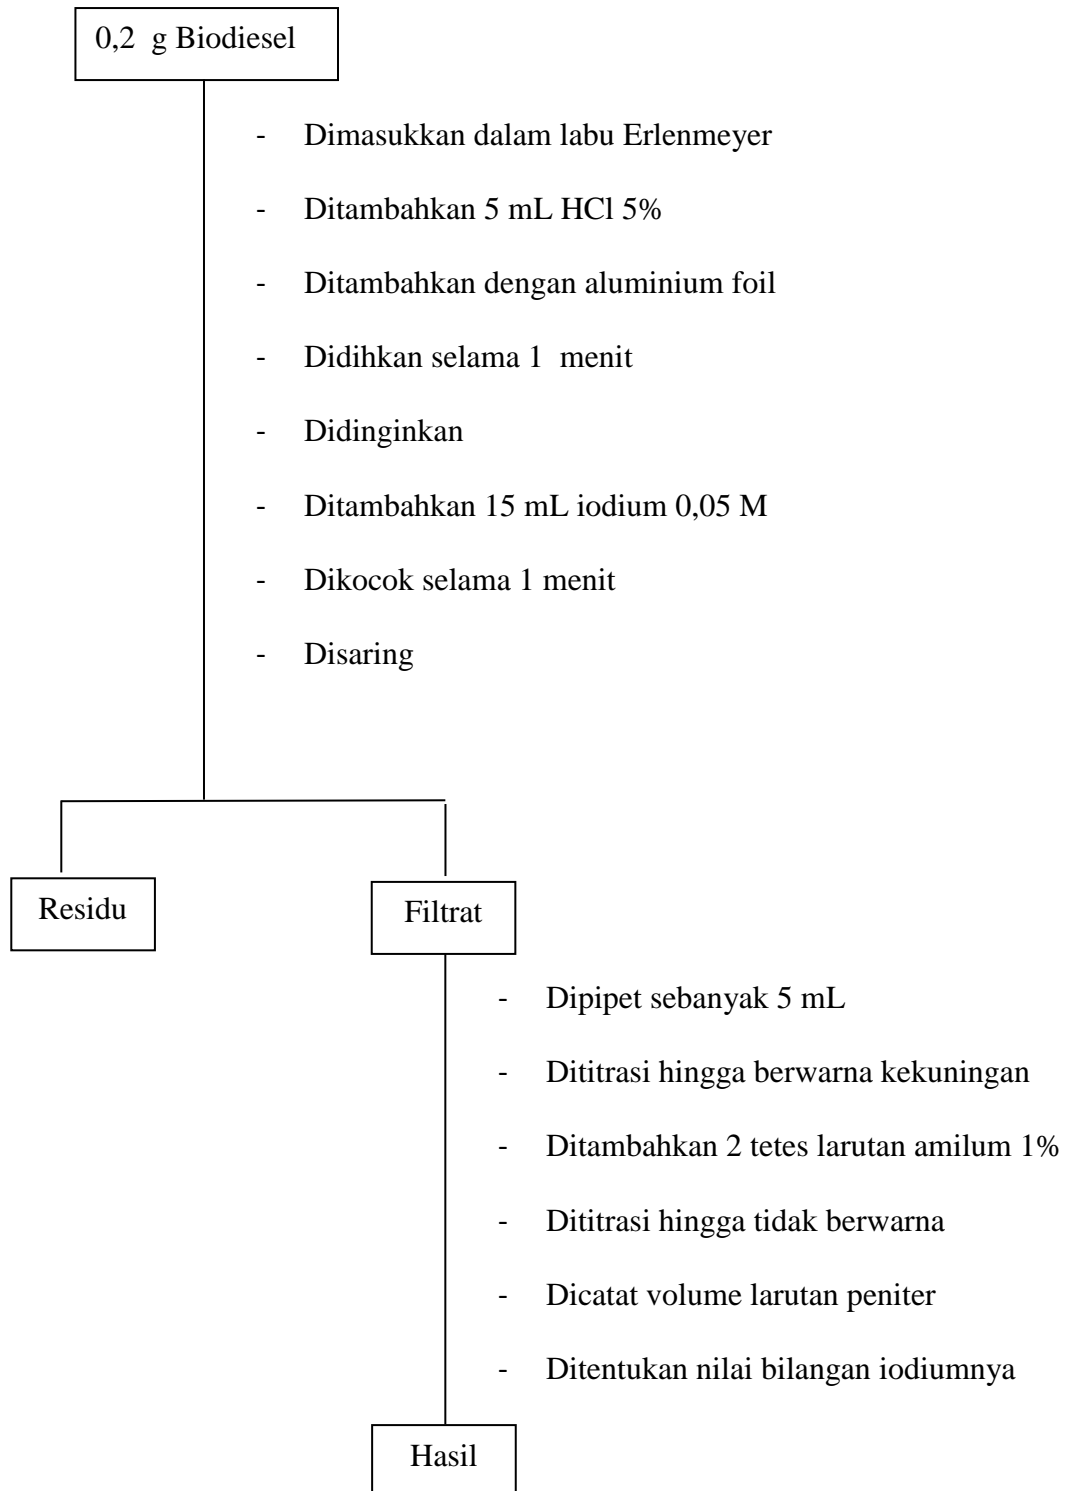 0,2 g Biodiesel
- Dimasukkan dalam labu Erlenmeyer
- Ditambahkan 5 mL HCl 5%
- Ditambahkan dengan aluminium foil
- Didihkan selama 1 menit
- Didinginkan
- Ditambahkan 15 mL iodium 0,05 M
- Dikocok selama 1 menit
- Disaring
Residu
Filtrat
- Dipipet sebanyak 5 mL
- Dititrasi hingga berwarna kekuningan
- Ditambahkan 2 tetes larutan amilum 1%
- Dititrasi hingga tidak berwarna
- Dicatat volume larutan peniter
- Ditentukan nilai bilangan iodiumnya
Hasil